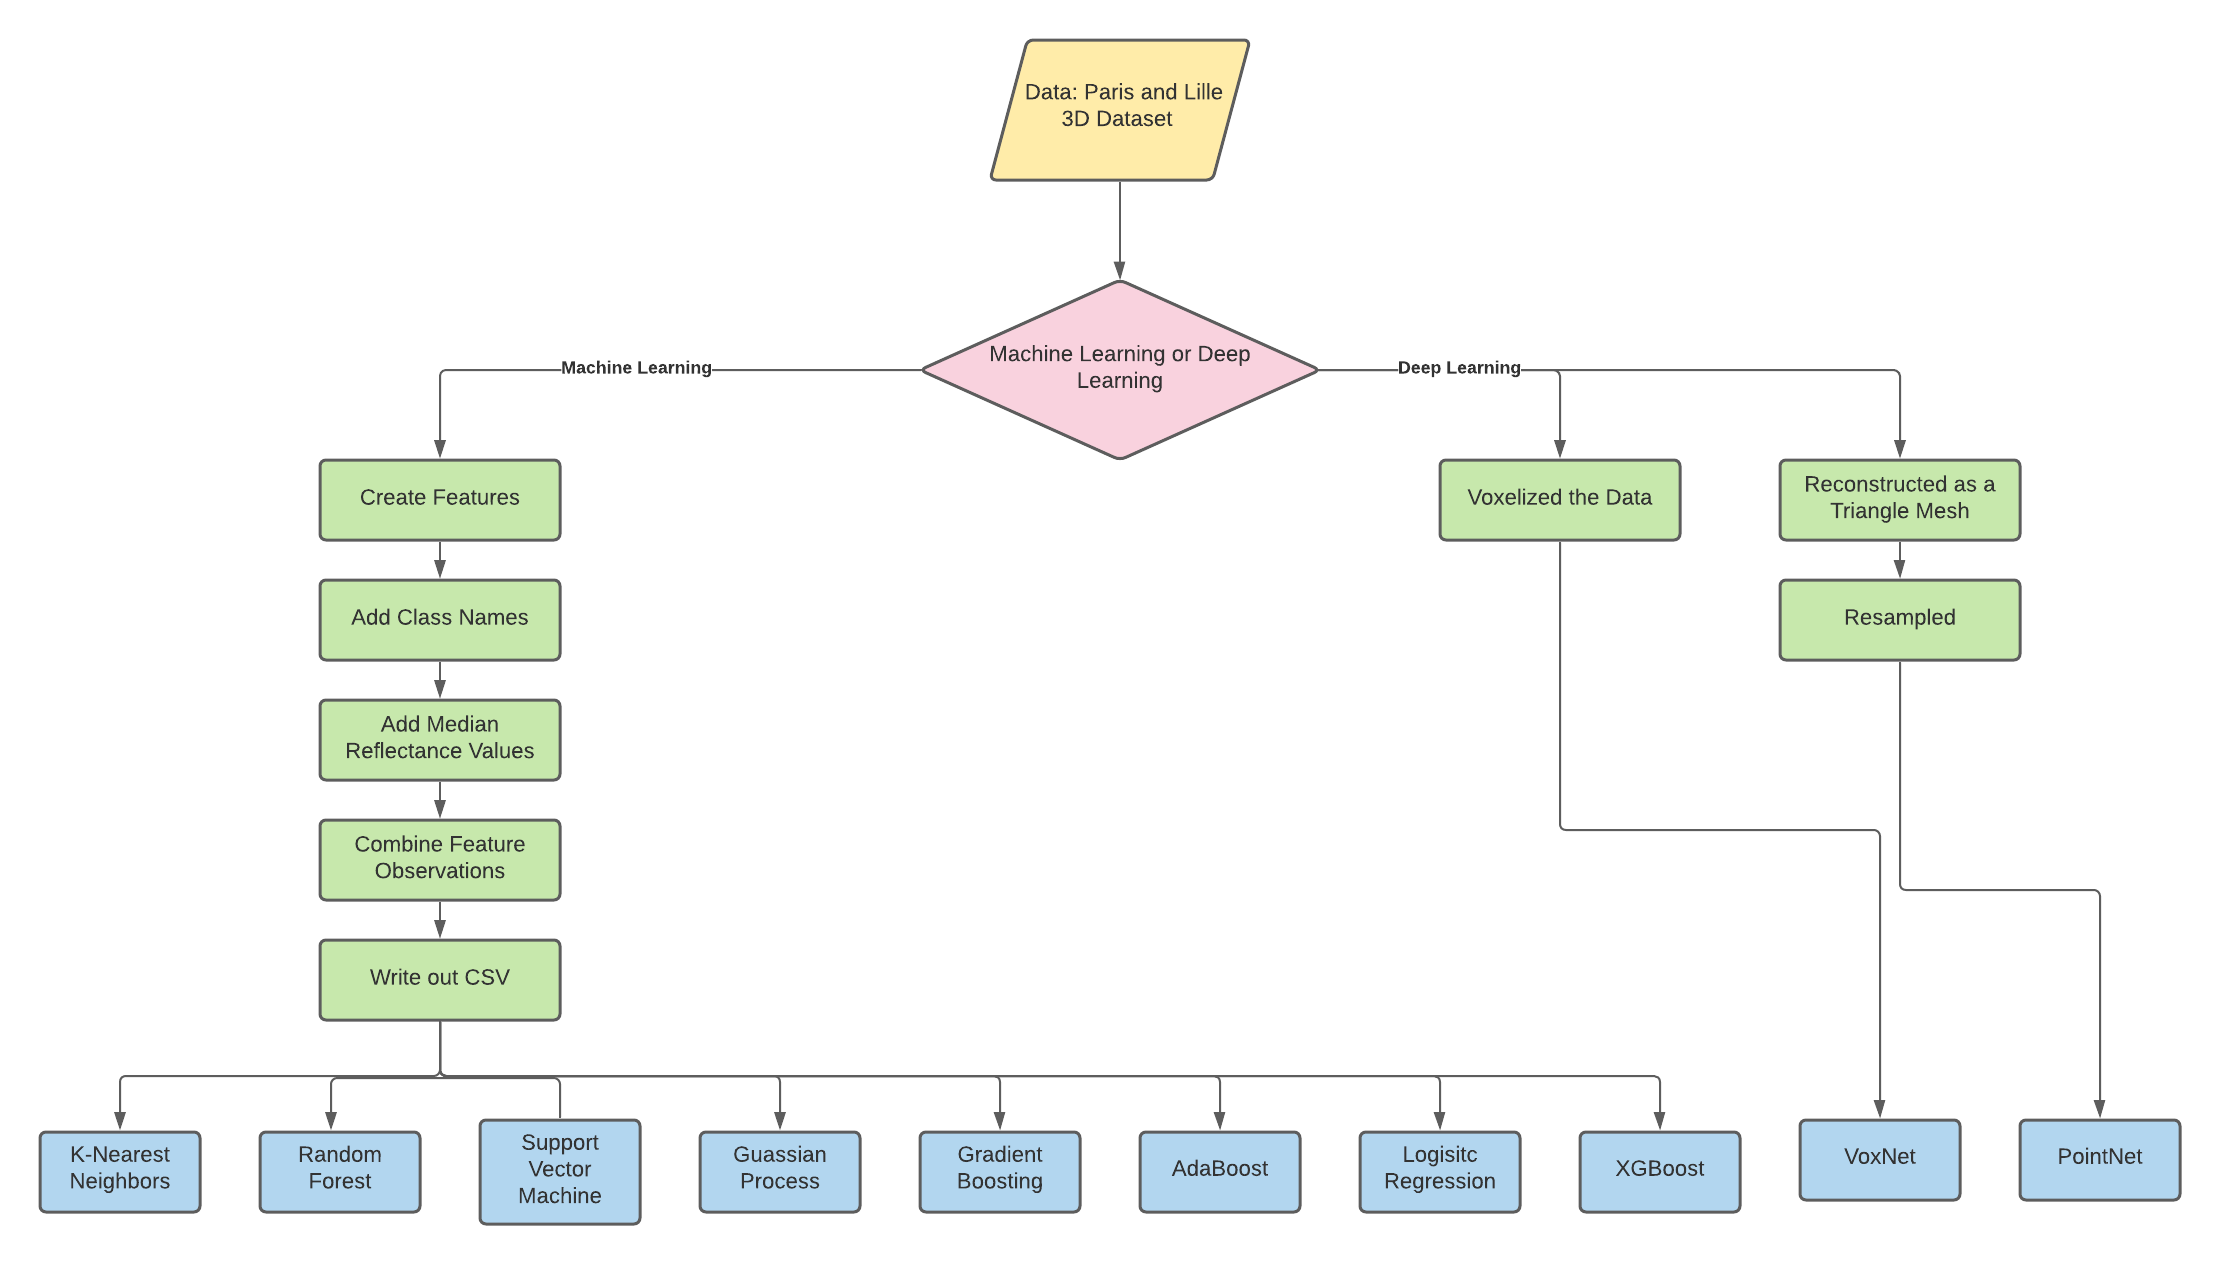 Data: Paris and Lille
3D Dataset
Machine Learning or Deep
Learning
Machine Learning
Deep Learning
Create Features
Voxelized the Data
Reconstructed as a
Triangle Mesh
Add Class Names
Resampled
Add Median
Reflectance Values
Combine Feature
Observations
Write out CSV
K-Nearest
Neighbors
Random
Forest
Support
Vector
Machine
Guassian
Process
Gradient
Boosting
AdaBoost
Logisitc
Regression
XGBoost
VoxNet
PointNet